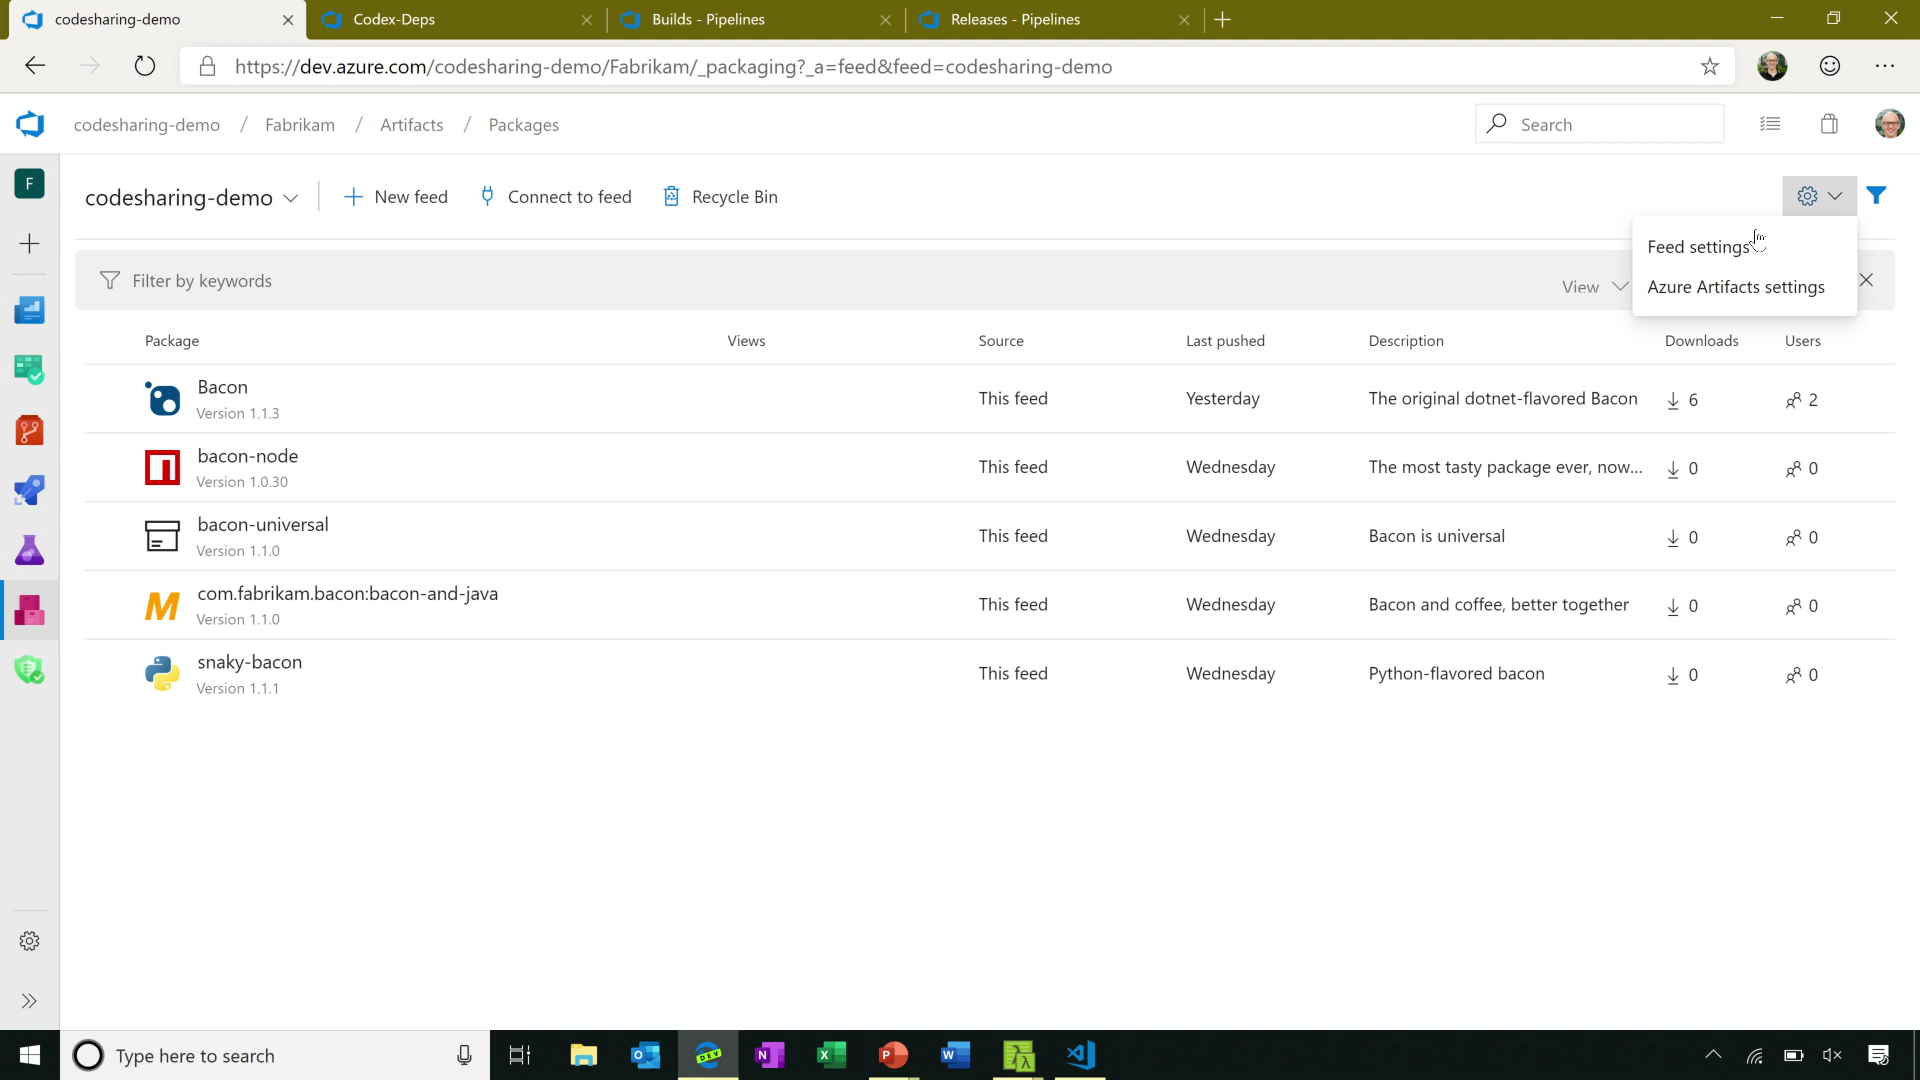 codesharing-demo
Codex-Deps
Builds - Pipelines
Releases - Pipelines
https://dev.azure.com/codesharing-demo/Fabrikam/_packaging?_a=feed&feed=codesharing-demo
codesharing-demo / Fabrikam / Artifacts / Packages
Search
F
codesharing-demo
New feed
Connect to feed
Recycle Bin
Feed settings
Azure Artifacts settings
Filter by keywords
View
Package Views Source Last pushed Description Downloads Users
Bacon
Version 1.1.3
This feed Yesterday The original dotnet-flavored Bacon 6 2
bacon-node
Version 1.0.30
This feed Wednesday The most tasty package ever, now... 0 0
bacon-universal
Version 1.1.0
This feed Wednesday Bacon is universal 0 0
com.fabrikam.bacon:bacon-and-java
Version 1.1.0
This feed Wednesday Bacon and coffee, better together 0 0
snaky-bacon
Version 1.1.1
This feed Wednesday Python-flavored bacon 0 0
Type here to search